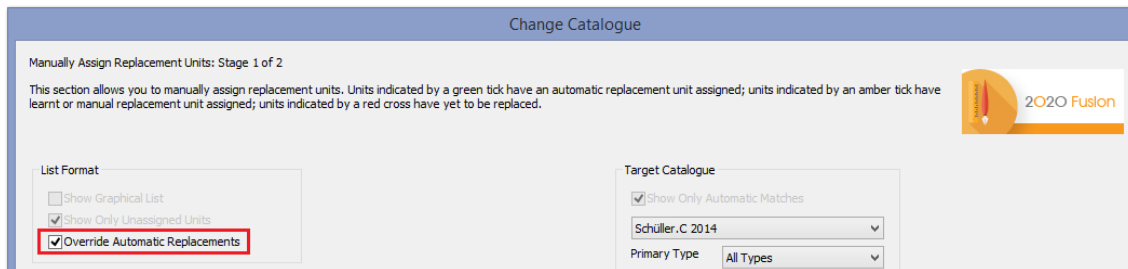 Change Catalogue
Manually Assign Replacement Units: Stage 1 of 2
This section allows you to manually assign replacement units. Units indicated by a green tick have an automatic replacement unit assigned; units indicated by an amber tick have
learnt or manual replacement unit assigned; units indicated by a red cross have yet to be replaced.
2020 Fusion
List Format
Show Graphical List
Show Only Unassigned Units
Override Automatic Replacements
Target Catalogue
Show Only Automatic Matches
Schüller.C 2014
Primary Type All Types